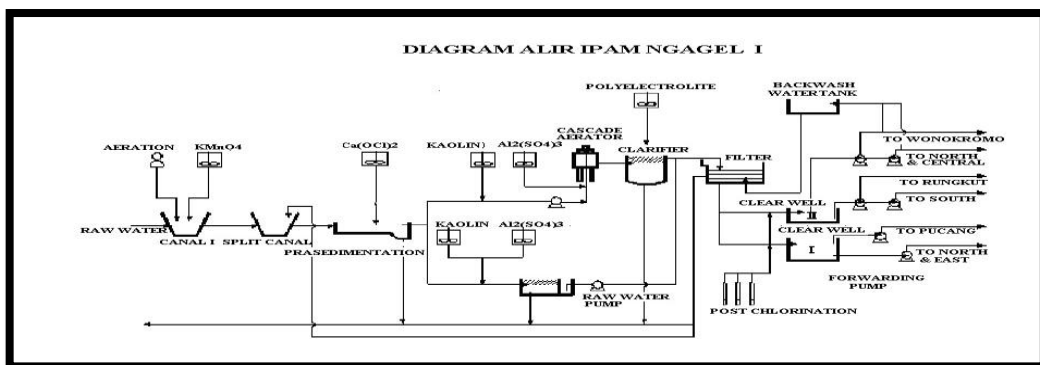 DIAGRAM ALIR IPAM NGAGEL I
POLYELECTROLITE
BACKWASH
WATERTANK
AERATION
KMnO4
Ca(OCl)2
KAOLIN)
Al2(SO4)3
CASCADE
AERATOR
CLARIFIER
FILTER
TO WONOKROMO
TO NORTH
& CENTRAL
TO RUNGKUT
CLEAR WELL
II
TO SOUTH
RAW WATER
CANAL I
SPLIT CANAL
PRASEDIMENTATION
KAOLIN
Al2(SO4)3
CLEAR WELL
I
TO PUCANG
TO NORTH
& EAST
RAW WATER
PUMP
FORWARDING
PUMP
POST CHLORINATION